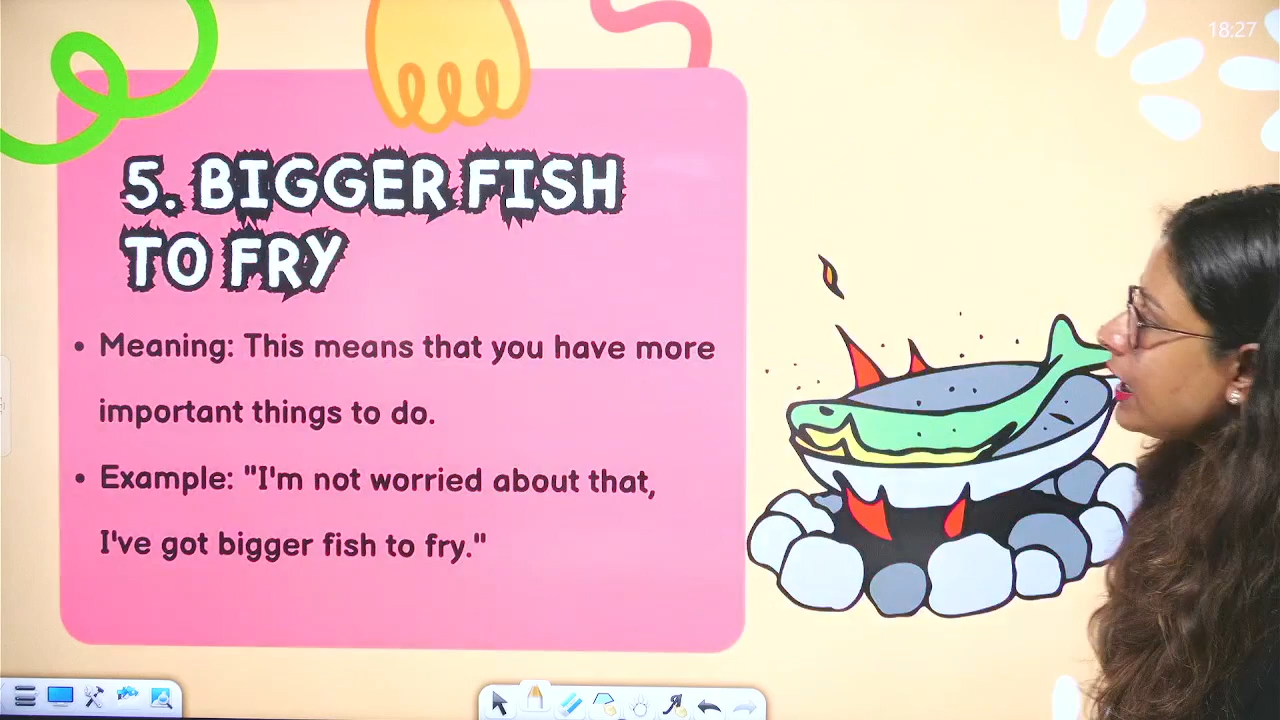 18:27
5. BIGGER FISH
TO FRY
• Meaning: This means that you have more
important things to do.
• Example: "I'm not worried about that,
I've got bigger fish to fry."